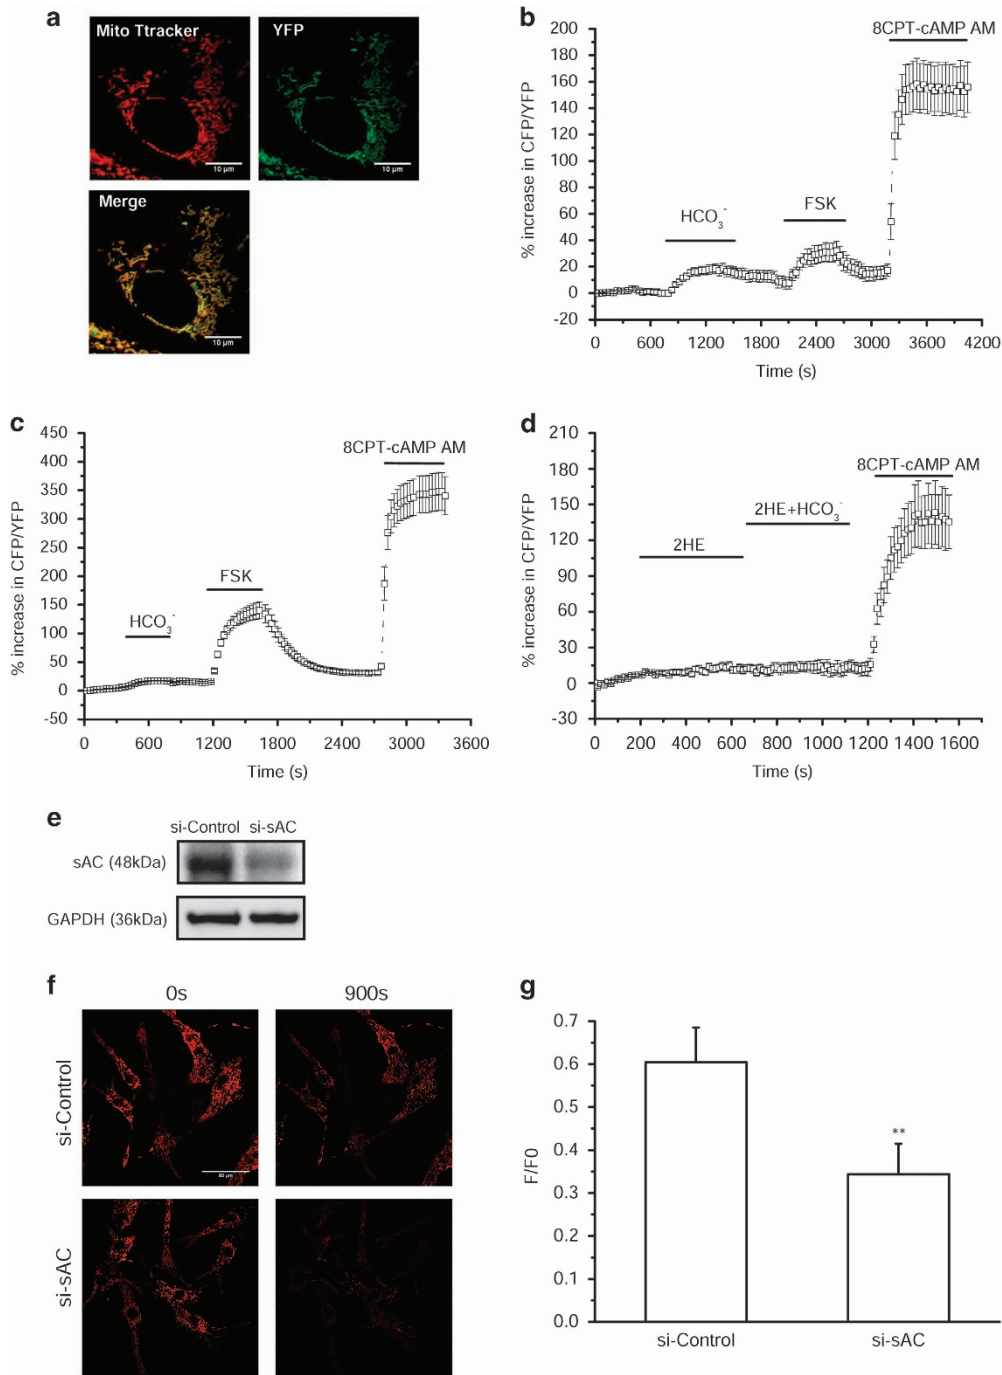 a
Mito Ttracker
YFP
10 µm
10 µm
Merge
10 µm
b
% increase in CFP/YFP
200
180
160
140
120
100
80
60
40
20
0
-20
8CPT-cAMP AM
HCO3-
FSK
0 600 1200 1800 2400 3000 3600 4200
Time (s)
c
% increase in CFP/YFP
450
400
350
300
250
200
150
100
50
0
-50
8CPT-cAMP AM
FSK
HCO3-
0 600 1200 1800 2400 3000 3600
Time (s)
d
% increase in CFP/YFP
210
180
150
120
90
60
30
0
-30
8CPT-cAMP AM
2HE+HCO3-
2HE
0 200 400 600 800 1000 1200 1400 1600
Time (s)
e
si-Control si-sAC
sAC (48kDa)
GAPDH (36kDa)
f
0s 900s
si-Control
si-sAC
g
F/F0
0.7
0.6
0.5
0.4
0.3
0.2
0.1
0.0
**
si-Control si-sAC